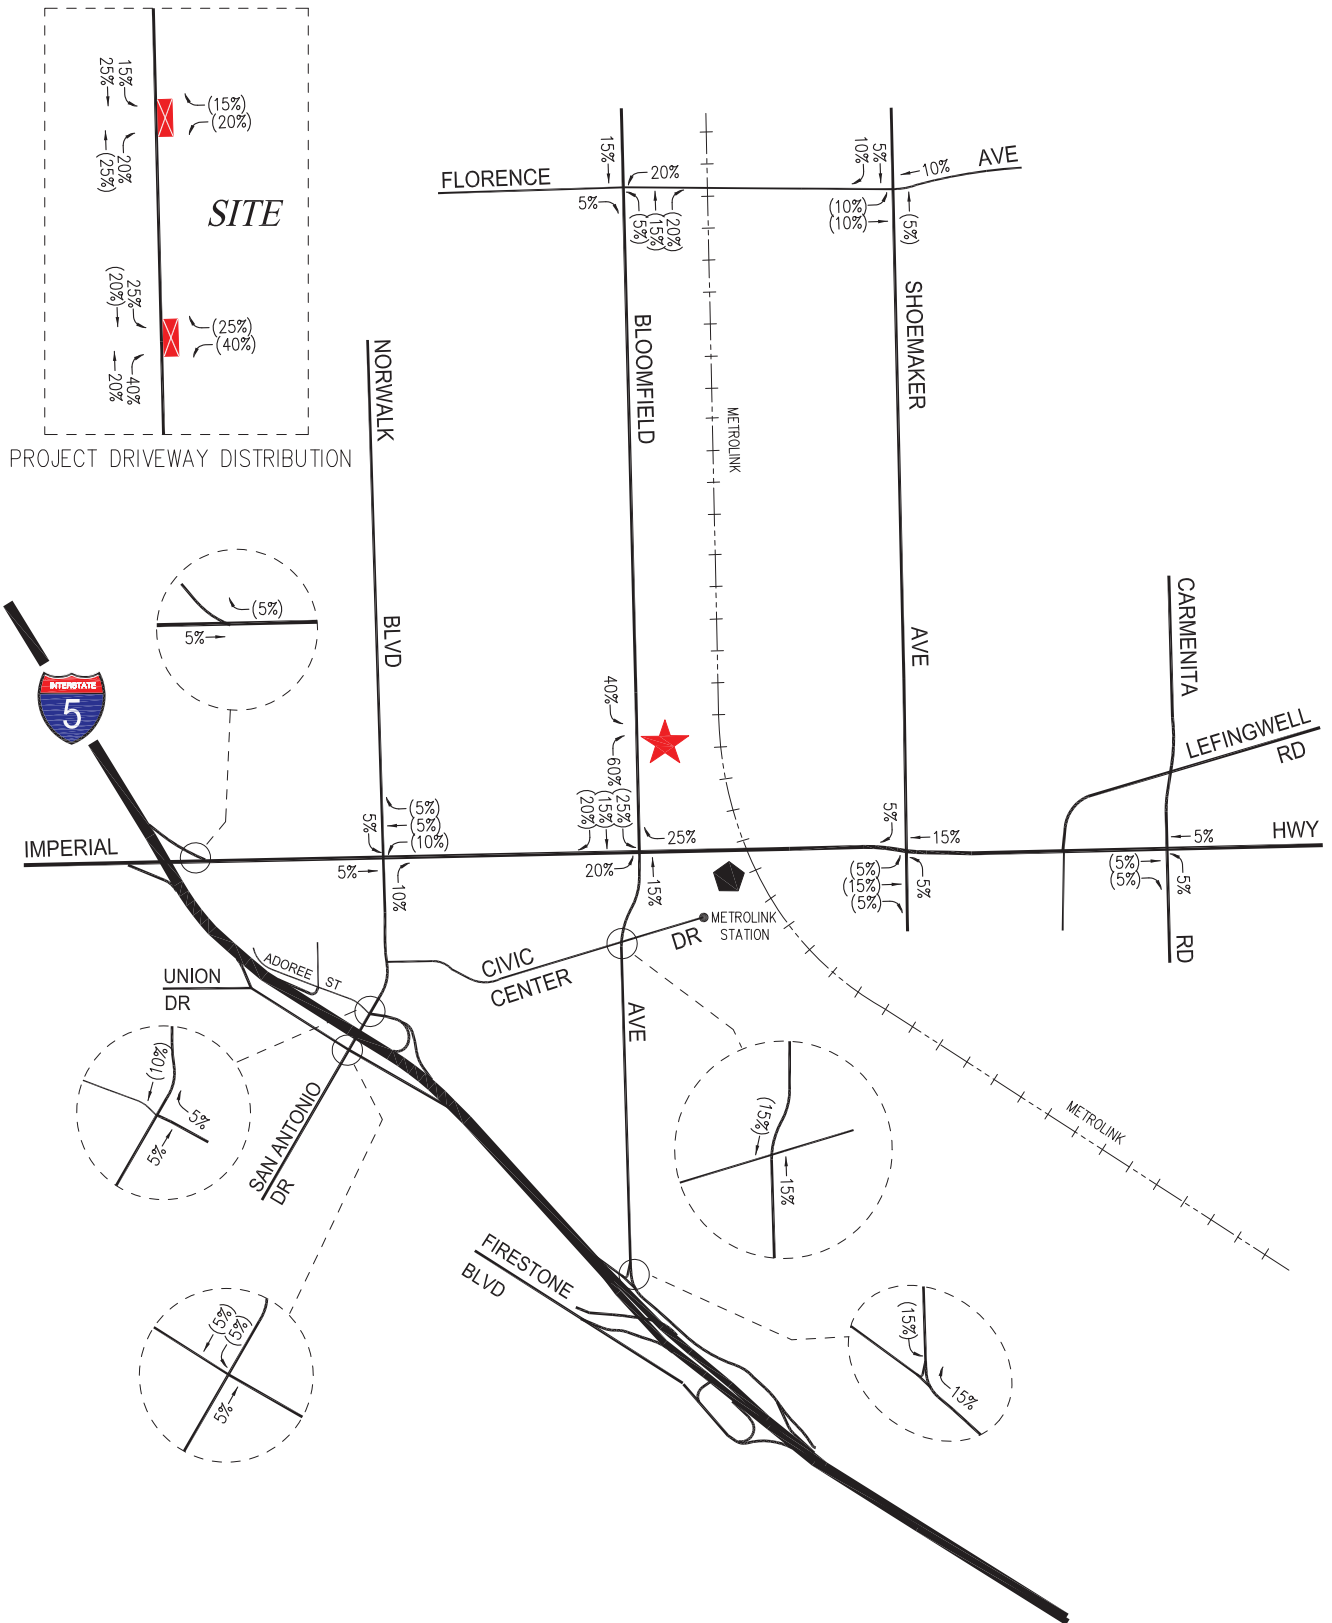 15%
25%
(15%)
(20%)
20%
(25%)
SITE
25%
(20%)
(25%)
(40%)
40%
20%
PROJECT DRIVEWAY DISTRIBUTION
15%
20%
FLORENCE
5%
(5%)
(15%)
(20%)
5%
10%
10%
AVE
(10%)
(10%)
(5%)
NORWALK
BLOOMFIELD
SHOEMAKER
METROLINK
(5%)
5%
INTERSTATE
5
BLVD
AVE
CARMENITA
LEFINGWELL
RD
40%
60%
(20%)
(15%)
(25%)
25%
20%
15%
IMPERIAL
5%
(5%)
(5%)
(10%)
5%
10%
5%
15%
(5%)
(15%)
(5%)
5%
5%
HWY
(5%)
(5%)
5%
RD
METROLINK
STATION
CIVIC
CENTER
DR
AVE
UNION
DR
ADOREE
ST
SAN ANTONIO
DR
(10%)
5%
5%
(15%)
15%
METROLINK
FIRESTONE
BLVD
(5%)
(5%)
5%
(15%)
15%